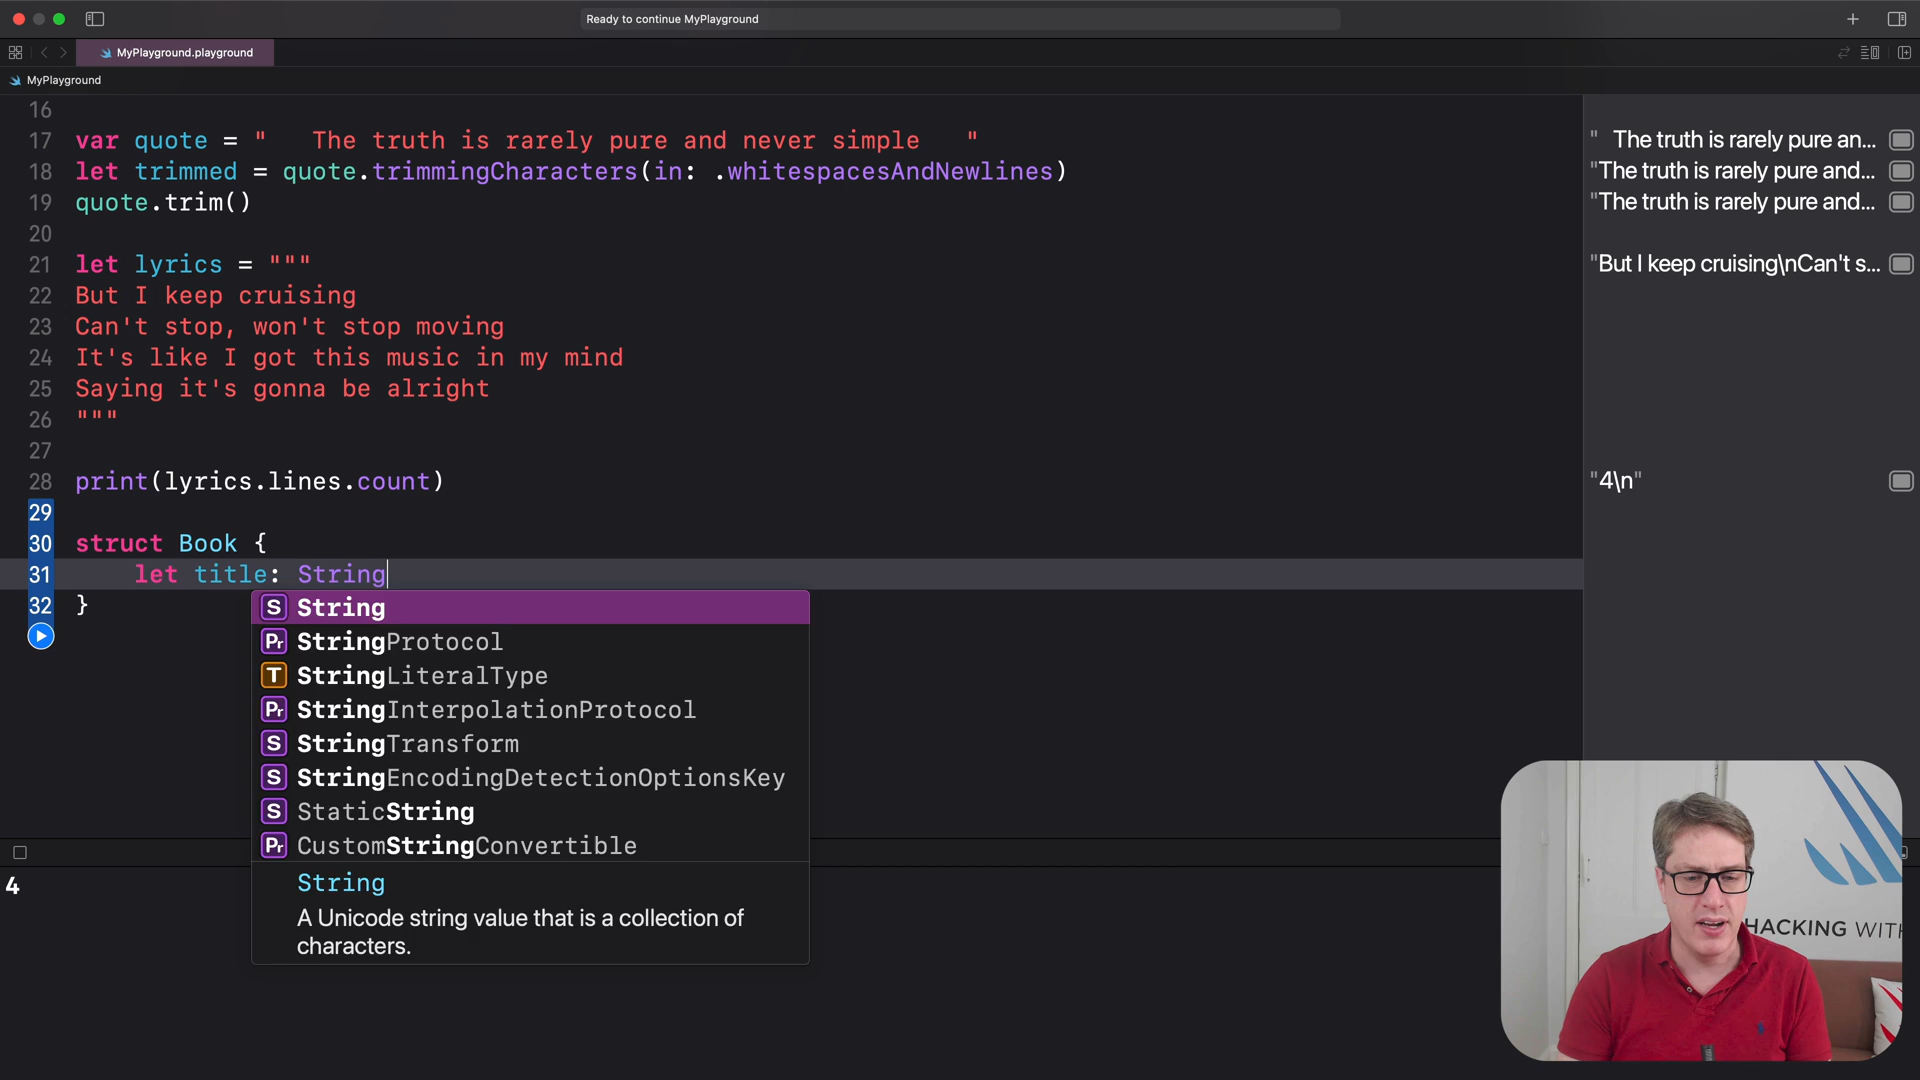 Ready to continue MyPlayground
MyPlayground.playground
MyPlayground
16
17 var quote = "   The truth is rarely pure and never simple   "
"   The truth is rarely pure an...
18 let trimmed = quote.trimmingCharacters(in: .whitespacesAndNewlines)
"The truth is rarely pure and...
19 quote.trim()
"The truth is rarely pure and...
20
21 let lyrics = """
"But I keep cruising\nCan't s...
22 But I keep cruising
23 Can't stop, won't stop moving
24 It's like I got this music in my mind
25 Saying it's gonna be alright
26 """
27
28 print(lyrics.lines.count)
"4\n"
29
30 struct Book {
31     let title: String
32 }
S String
Pr StringProtocol
T StringLiteralType
Pr StringInterpolationProtocol
S StringTransform
S StringEncodingDetectionOptionsKey
S StaticString
Pr CustomStringConvertible
String
A Unicode string value that is a collection of
characters.
4
HACKING WITH